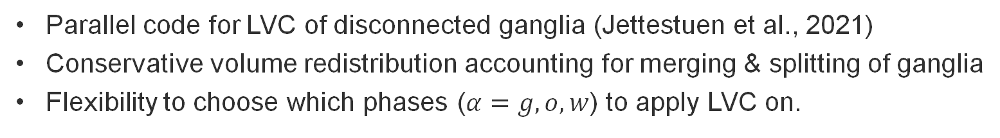 • Parallel code for LVC of disconnected ganglia (Jettestuen et al., 2021)
• Conservative volume redistribution accounting for merging & splitting of ganglia
• Flexibility to choose which phases (α = g, o, w) to apply LVC on.